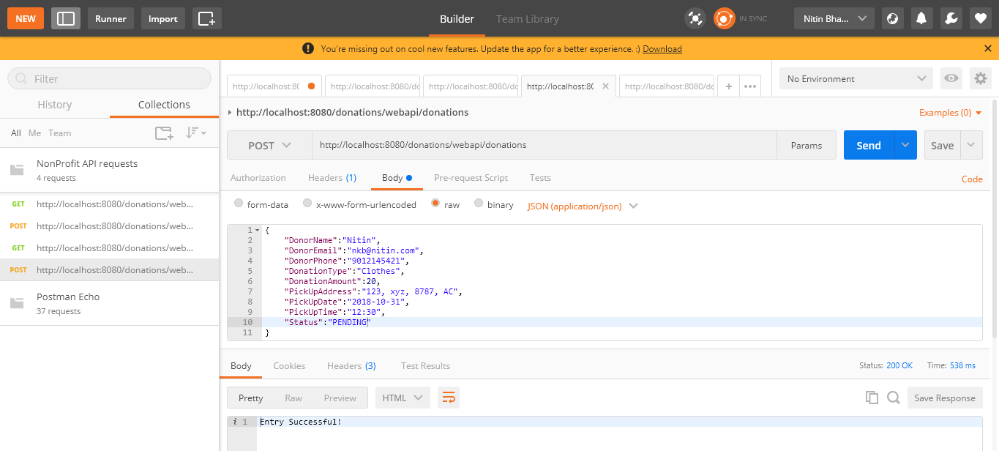 NEW Runner Import Builder Team Library IN SYNC Nitin Bha...
You're missing out on cool new features. Update the app for a better experience. :) Download
Filter
History Collections
All Me Team
NonProfit API requests
4 requests
GET http://localhost:8080/donations/web...
POST http://localhost:8080/donations/web...
GET http://localhost:8080/donations/web...
POST http://localhost:8080/donations/web...
Postman Echo
37 requests
http://localhost:80 http://localhost:8080/do http://localhost:8080/do http://localhost:80 http://localhost:8080/do No Environment
http://localhost:8080/donations/webapi/donations Examples (0)
POST http://localhost:8080/donations/webapi/donations Params Send Save
Authorization Headers (1) Body Pre-request Script Tests Code
form-data x-www-form-urlencoded raw binary JSON (application/json)
1 {
2 "DonorName":"Nitin",
3 "DonorEmail":"nkb@nitin.com",
4 "DonorPhone":"9012145421",
5 "DonationType":"Clothes",
6 "DonationAmount":20,
7 "PickUpAddress":"123, xyz, 8787, AC",
8 "PickUpDate":"2018-10-31",
9 "PickUpTime":"12:30",
10 "Status":"PENDING"
11 }
Body Cookies Headers (3) Test Results Status: 200 OK Time: 538 ms
Pretty Raw Preview HTML Save Response
i 1 Entry Successful!